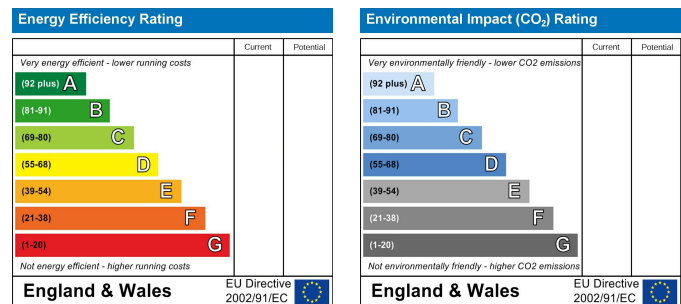 Energy Efficiency Rating
Current Potential
Very energy efficient - lower running costs
(92 plus) A
(81-91) B
(69-80) C
(55-68) D
(39-54) E
(21-38) F
(1-20) G
Not energy efficient - higher running costs
England & Wales
EU Directive
2002/91/EC
Environmental Impact (CO₂) Rating
Current Potential
Very environmentally friendly - lower CO2 emissions
(92 plus) A
(81-91) B
(69-80) C
(55-68) D
(39-54) E
(21-38) F
(1-20) G
Not environmentally friendly - higher CO2 emissions
England & Wales
EU Directive
2002/91/EC